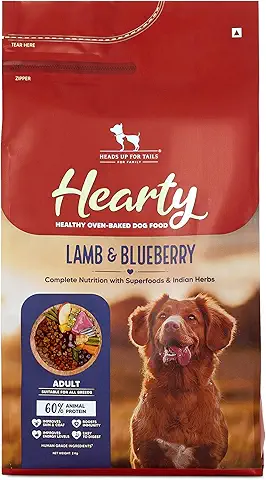 TEAR HERE
ZIPPER
HEADS UP FOR TAILS
FOR FAMILY
Hearty
HEALTHY OVEN-BAKED DOG FOOD
LAMB & BLUEBERRY
Complete Nutrition with Superfoods & Indian Herbs
ADULT
SUITABLE FOR ALL BREEDS
60% ANIMAL PROTEIN
IMPROVES SKIN & COAT
BOOSTS IMMUNITY
IMPROVES ENERGY LEVELS
EASY TO DIGEST
HUMAN GRADE INGREDIENTS
NET WEIGHT 2 KG